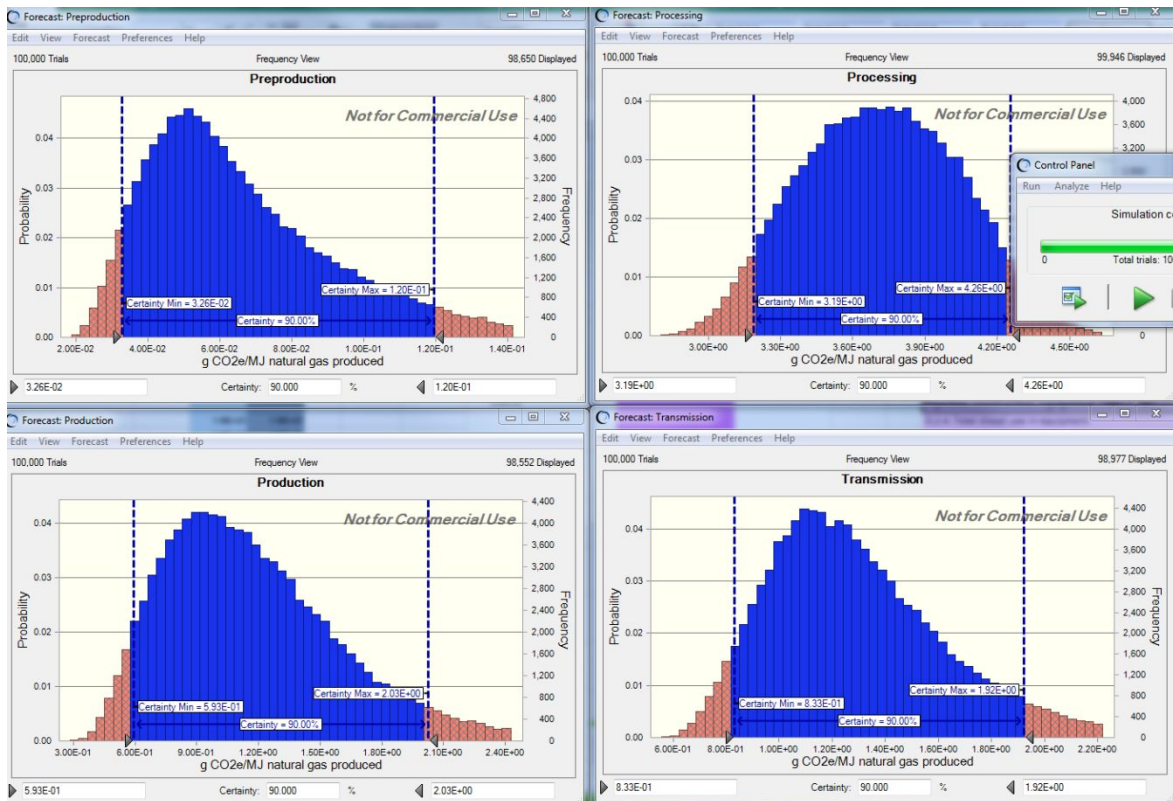 Forecast: Preproduction
Edit View Forecast Preferences Help
100,000 Trials Frequency View 98,650 Displayed
Preproduction
Not for Commercial Use
Probability
0.04
0.03
0.02
0.01
0.00
Frequency
4,800
4,400
4,000
3,600
3,200
2,800
2,400
2,000
1,600
1,200
800
400
0
Certainty Max = 1.20E-01
Certainty Min = 3.26E-02
Certainty = 90.00%
2.00E-02 4.00E-02 6.00E-02 8.00E-02 1.00E-01 1.20E-01 1.40E-01
g CO2e/MJ natural gas produced
3.26E-02 Certainty: 90.000 % 1.20E-01
Forecast: Processing
Edit View Forecast Preferences Help
100,000 Trials Frequency View 99,946 Displayed
Processing
Not for Commercial Use
Probability
0.04
0.03
0.02
0.01
0.00
4,000
3,600
3,200
0
Certainty Max = 4.26E+00
Certainty Min = 3.19E+00
Certainty = 90.00%
3.00E+00 3.30E+00 3.60E+00 3.90E+00 4.20E+00 4.50E+00
g CO2e/MJ natural gas produced
3.19E+00 Certainty: 90.000 % 4.26E+00
Control Panel
Run Analyze Help
Simulation co
0 Total trials: 10
Forecast: Production
Edit View Forecast Preferences Help
100,000 Trials Frequency View 98,552 Displayed
Production
Not for Commercial Use
Probability
0.04
0.03
0.02
0.01
0.00
Frequency
4,400
4,000
3,600
3,200
2,800
2,400
2,000
1,600
1,200
800
400
0
Certainty Max = 2.03E+00
Certainty Min = 5.93E-01
Certainty = 90.00%
3.00E-01 6.00E-01 9.00E-01 1.20E+00 1.50E+00 1.80E+00 2.10E+00 2.40E+00
g CO2e/MJ natural gas produced
5.93E-01 Certainty: 90.000 % 2.03E+00
Forecast: Transmission
Edit View Forecast Preferences Help
100,000 Trials Frequency View 98,977 Displayed
Transmission
Not for Commercial Use
Probability
0.04
0.03
0.02
0.01
0.00
Frequency
4,400
4,000
3,600
3,200
2,800
2,400
2,000
1,600
1,200
800
400
0
Certainty Max = 1.92E+00
Certainty Min = 8.33E-01
Certainty = 90.00%
6.00E-01 8.00E-01 1.00E+00 1.20E+00 1.40E+00 1.60E+00 1.80E+00 2.00E+00 2.20E+00
g CO2e/MJ natural gas produced
8.33E-01 Certainty: 90.000 % 1.92E+00